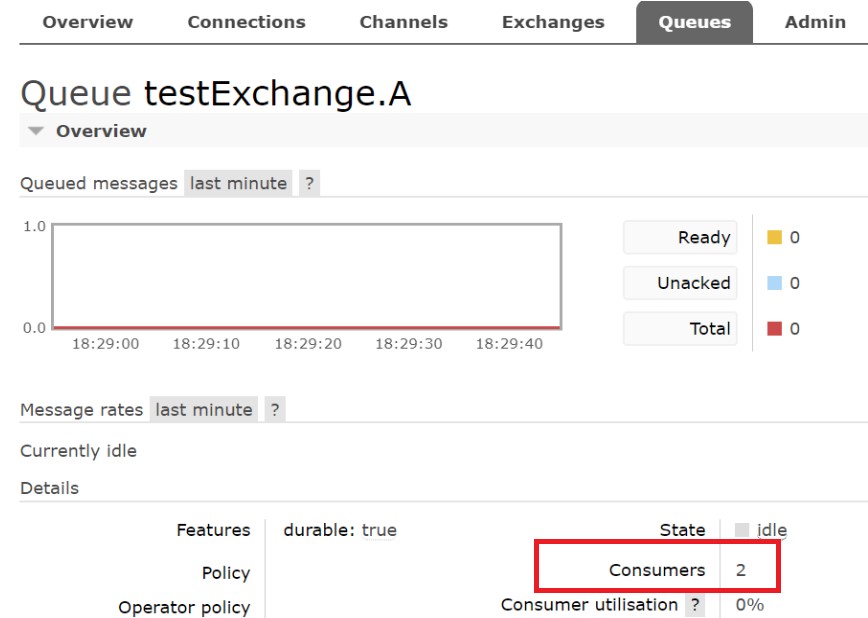 Overview Connections Channels Exchanges Queues Admin
Queue testExchange.A
Overview
Queued messages last minute ?
1.0
0.0
18:29:00 18:29:10 18:29:20 18:29:30 18:29:40
Ready 0
Unacked 0
Total 0
Message rates last minute ?
Currently idle
Details
Features durable: true
Policy
Operator policy
State idle
Consumers 2
Consumer utilisation ? 0%